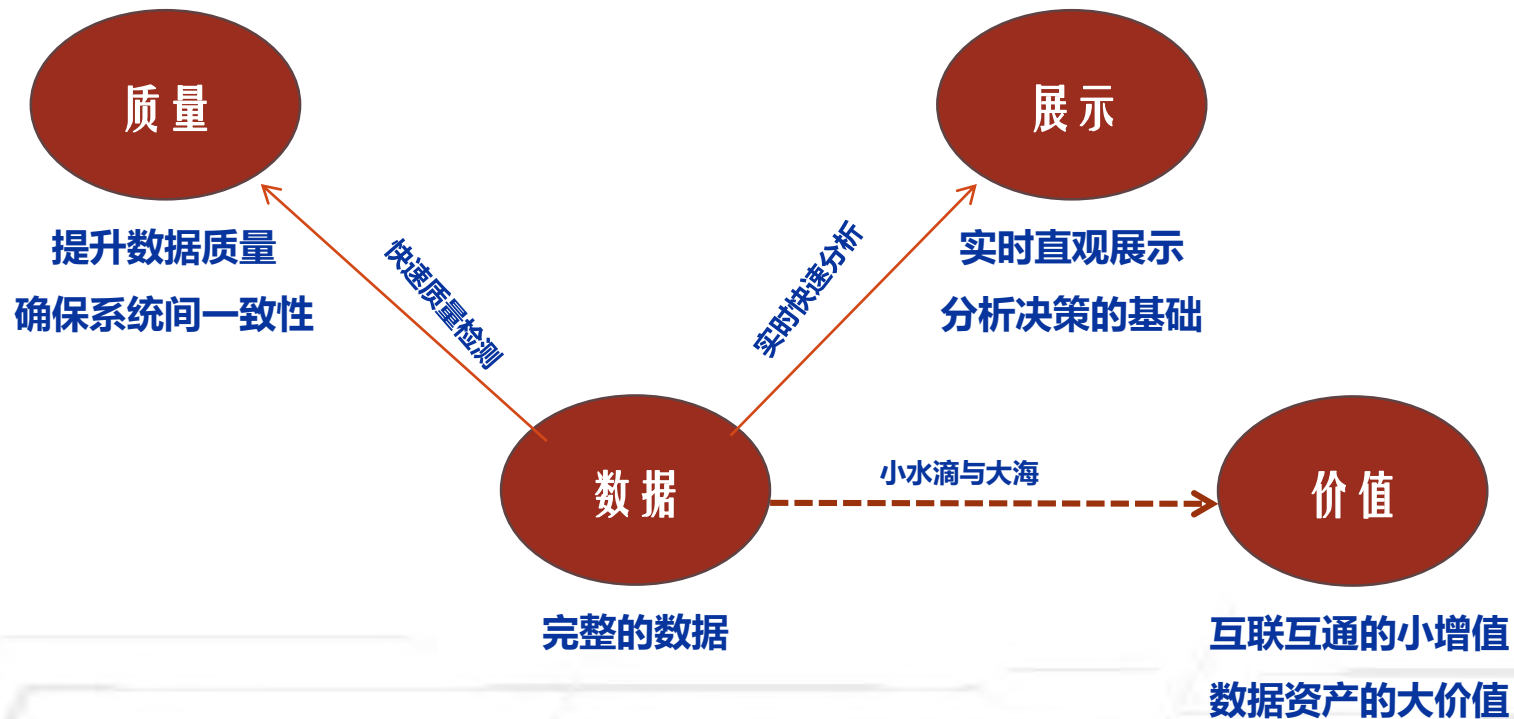 质量
展示
提升数据质量
确保系统间一致性
快速质量检测
实时快速分析
实时直观展示
分析决策的基础
数据
小水滴与大海
价值
完整的数据
互联互通的小增值
数据资产的大价值